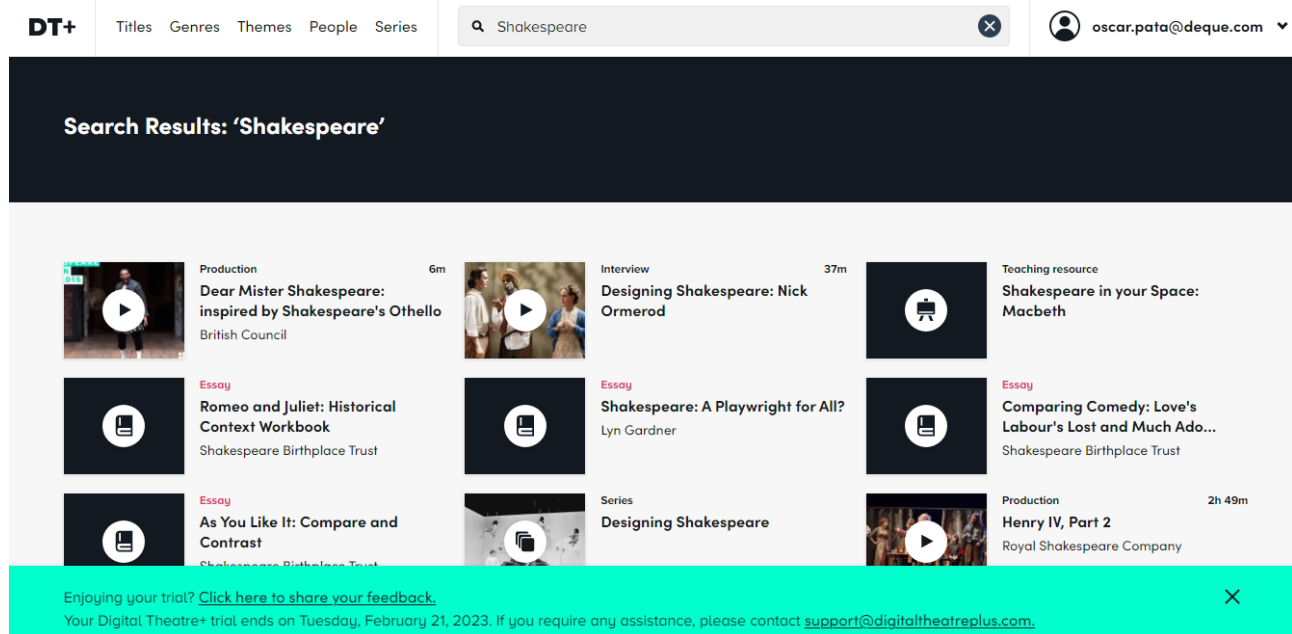 DT+
Titles Genres Themes People Series
Shakespeare
oscar.pata@deque.com
Search Results: ‘Shakespeare’
Production 6m
Dear Mister Shakespeare:
inspired by Shakespeare's Othello
British Council
Interview 37m
Designing Shakespeare: Nick
Ormerod
Teaching resource
Shakespeare in your Space:
Macbeth
Essay
Romeo and Juliet: Historical
Context Workbook
Shakespeare Birthplace Trust
Essay
Shakespeare: A Playwright for All?
Lyn Gardner
Essay
Comparing Comedy: Love's
Labour's Lost and Much Ado...
Shakespeare Birthplace Trust
Essay
As You Like It: Compare and
Contrast
Shakespeare Birthplace Trust
Series
Designing Shakespeare
Production 2h 49m
Henry IV, Part 2
Royal Shakespeare Company
Enjoying your trial? Click here to share your feedback.
Your Digital Theatre+ trial ends on Tuesday, February 21, 2023. If you require any assistance, please contact support@digitaltheatreplus.com.